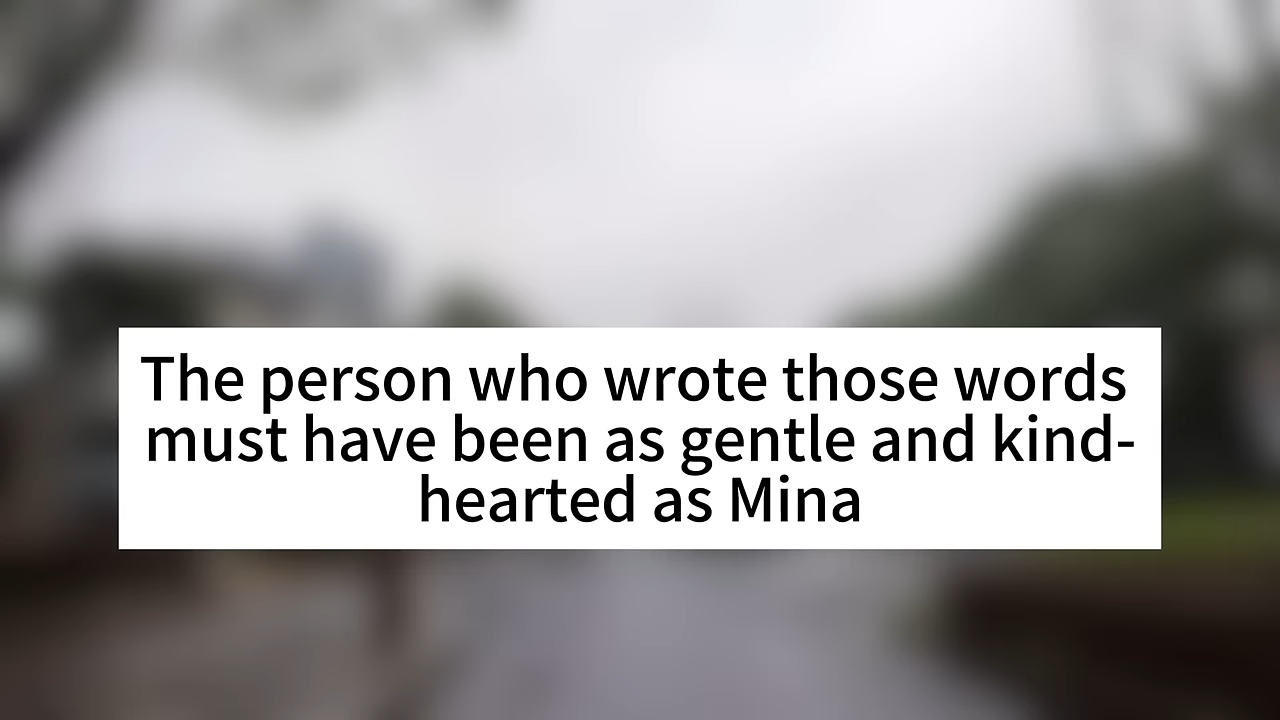 The person who wrote those words
must have been as gentle and kind-
hearted as Mina